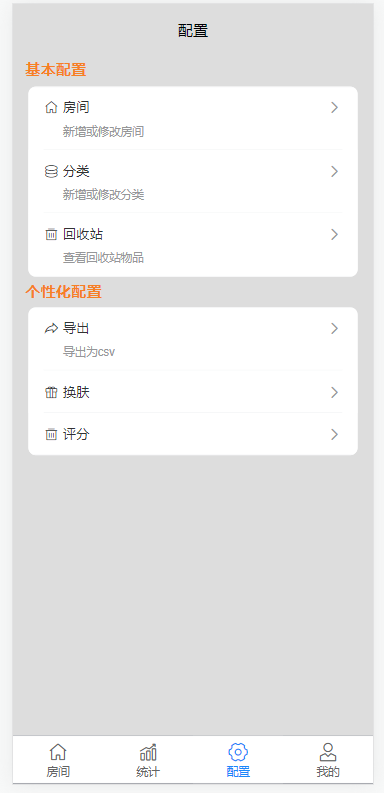 配置
基本配置
房间
新增或修改房间
分类
新增或修改分类
回收站
查看回收站物品
个性化配置
导出
导出为csv
换肤
评分
房间 统计 配置 我的